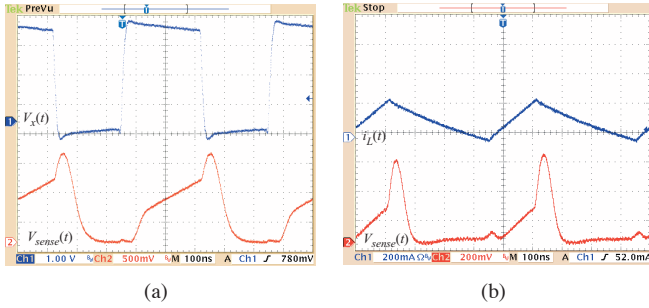 Tek PreVu
T
T
1
Vx(t)
2
Vsense(t)
Ch1 1.00 V Ch2 500mV M 100ns A Ch1 780mV
(a)
Tek Stop
T
T
1
iL(t)
2
Vsense(t)
Ch1 200mA Ω Ch2 200mV M 100ns A Ch1 52.0mA
(b)